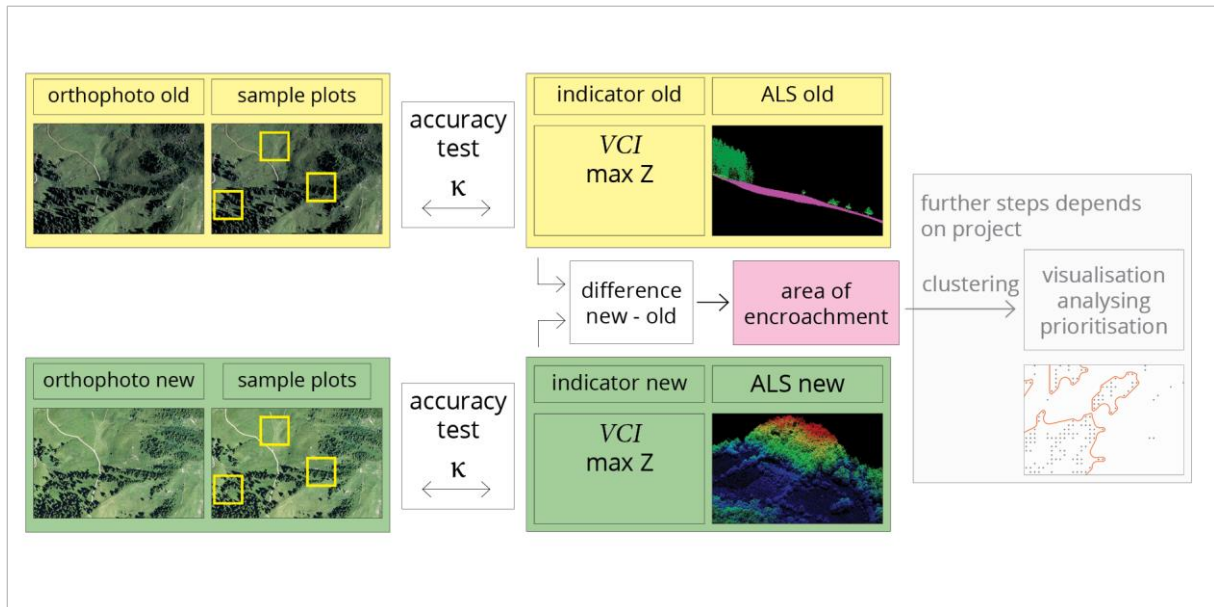 orthophoto old
sample plots
accuracy
test
κ
indicator old
ALS old
VCI
max Z
further steps depends
on project
clustering
visualisation
analysing
prioritisation
difference
new - old
area of
encroachment
orthophoto new
sample plots
accuracy
test
κ
indicator new
ALS new
VCI
max Z